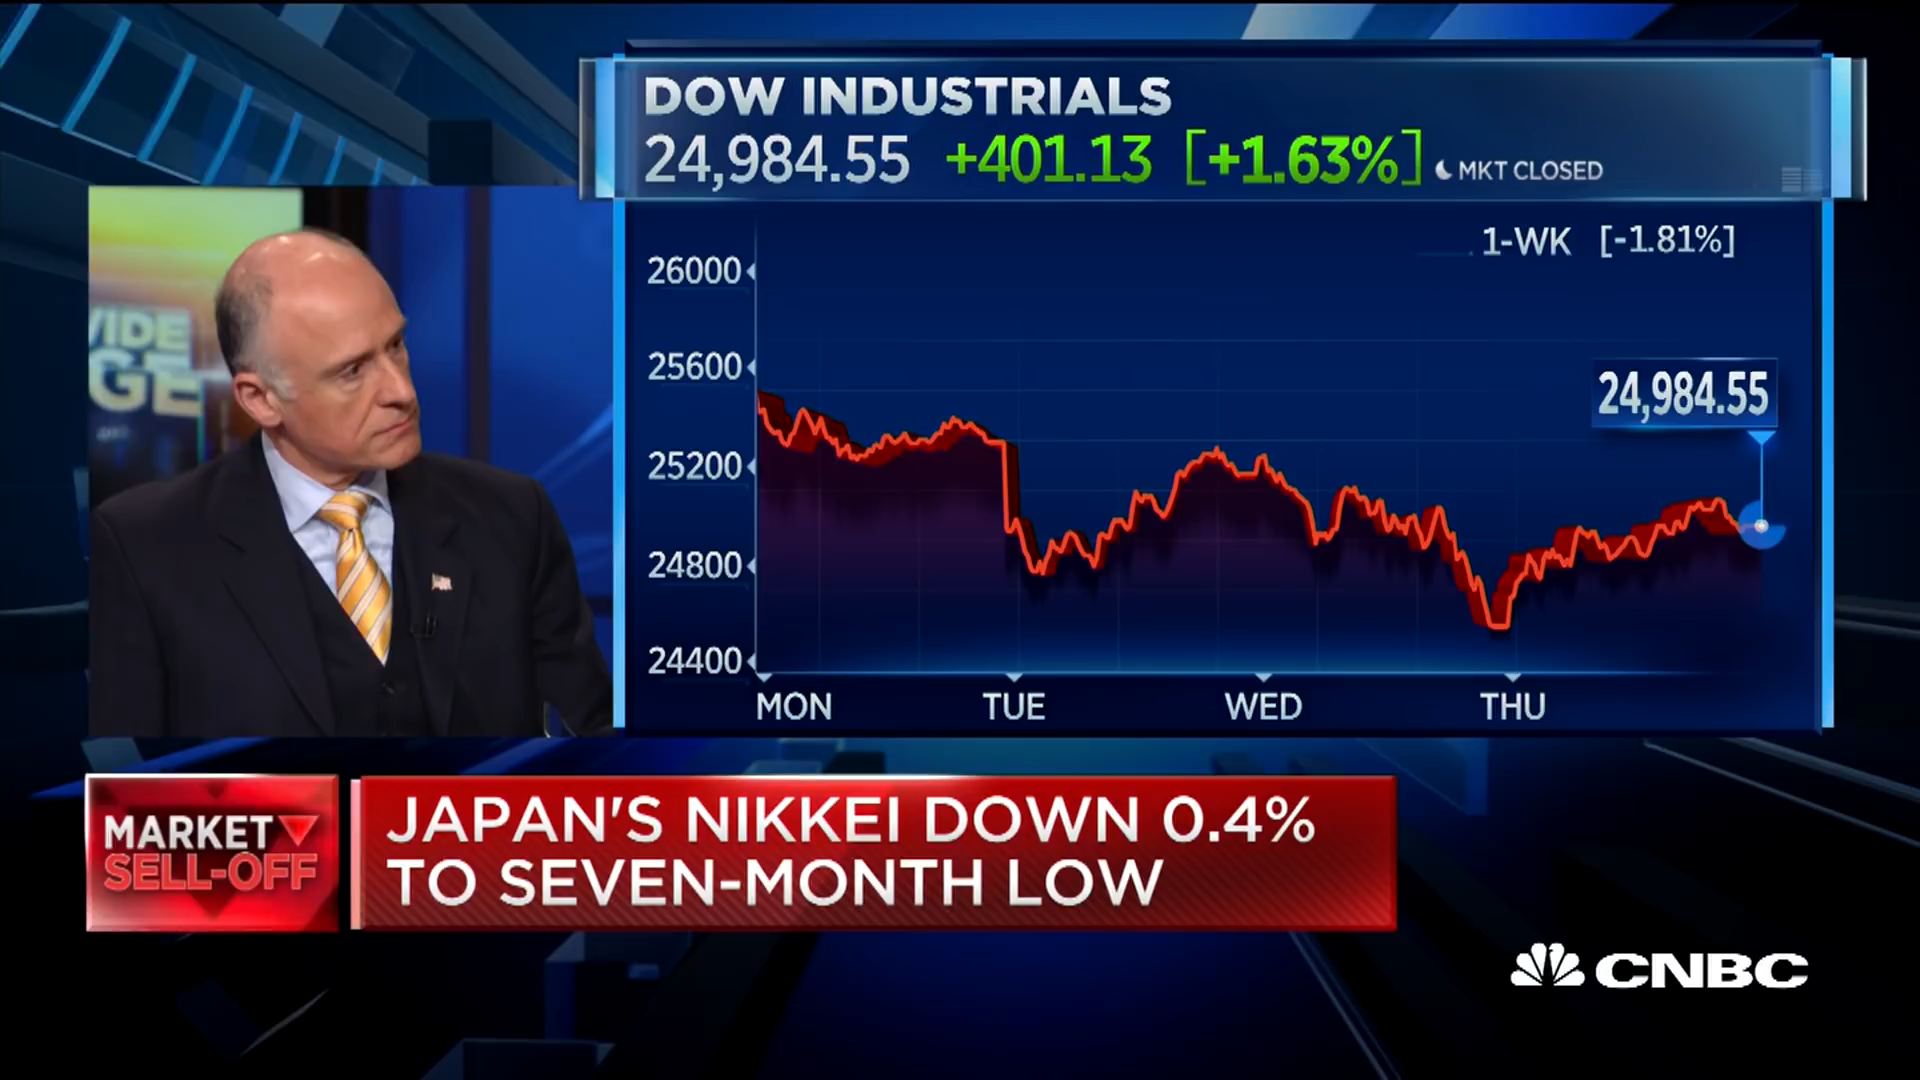 DOW INDUSTRIALS
24,984.55 +401.13 [+1.63%] MKT CLOSED
1-WK [-1.81%]
26000
25600
25200
24800
24400
24,984.55
MON TUE WED THU
VIDE
GE
MARKET
SELL-OFF
JAPAN'S NIKKEI DOWN 0.4%
TO SEVEN-MONTH LOW
CNBC